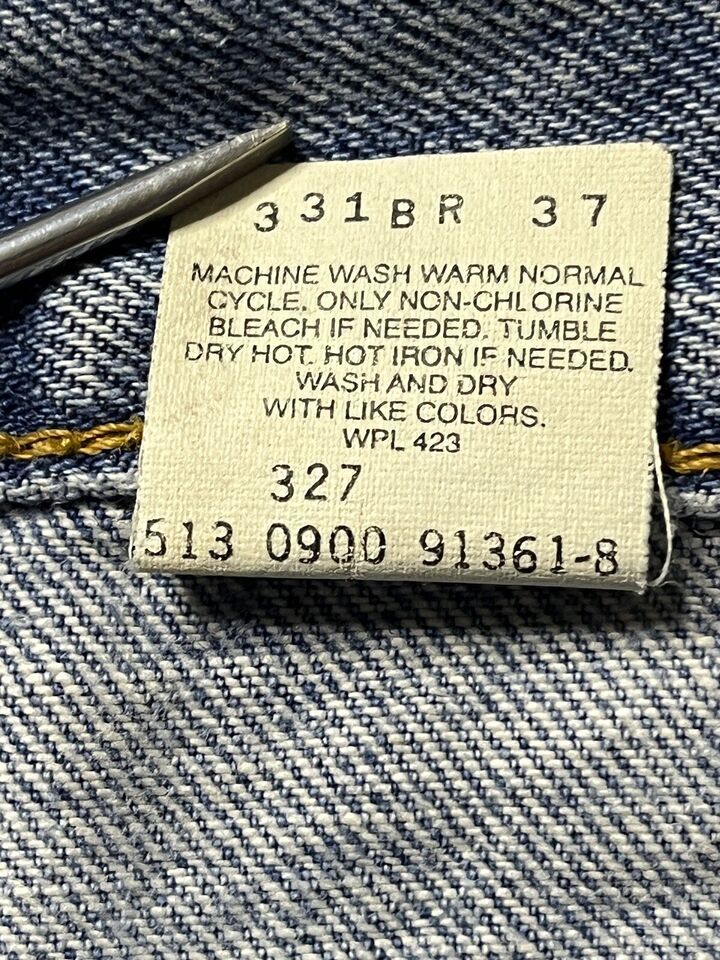 331BR 37
MACHINE WASH WARM NORMAL
CYCLE. ONLY NON-CHLORINE
BLEACH IF NEEDED. TUMBLE
DRY HOT. HOT IRON IF NEEDED.
WASH AND DRY
WITH LIKE COLORS.
WPL 423
327
513 0900 91361-8